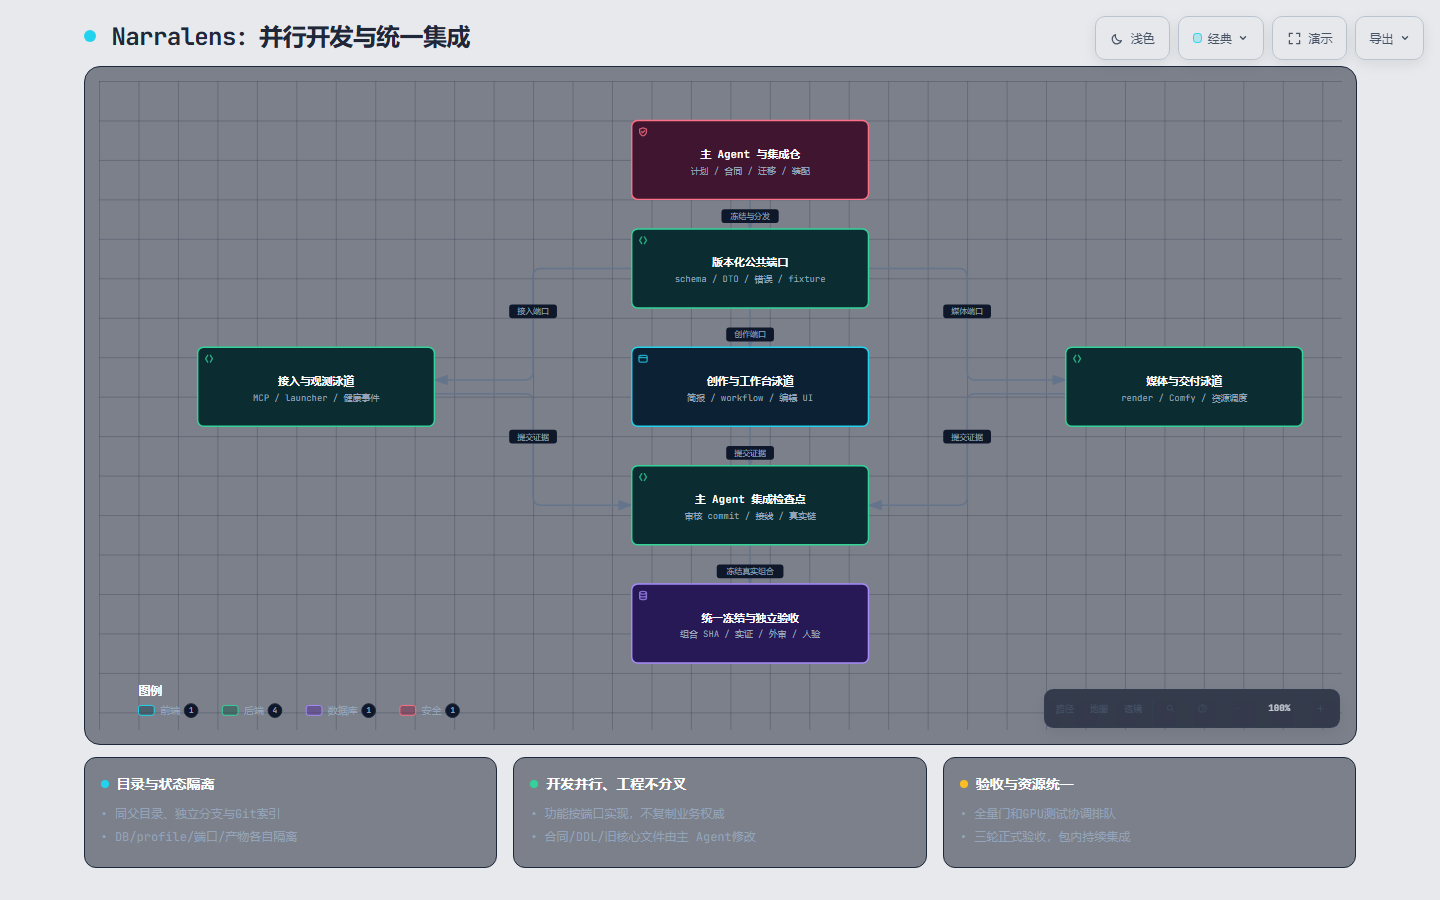 Narralens: 并行开发与统一集成
浅色
经典
演示
导出
主 Agent 与集成仓
计划 / 合同 / 迁移 / 装配
冻结与分发
版本化公共端口
schema / DTO / 错误 / fixture
接入端口
媒体端口
创作端口
接入与观测泳道
MCP / launcher / 健康事件
创作与工作台泳道
简报 / workflow / 编辑 UI
媒体与交付泳道
render / Comfy / 资源调度
提交证据
提交证据
提交证据
主 Agent 集成检查点
审核 commit / 接线 / 真实链
冻结真实组合
统一冻结与独立验收
组合 SHA / 实证 / 外审 / 人验
图例
前端 1
后端 4
数据库 1
安全 1
100%
目录与状态隔离
• 同父目录、独立分支与Git索引
• DB/profile/端口/产物各自隔离
开发并行、工程不分叉
• 功能按端口实现，不复制业务权威
• 合同/DDL/旧核心文件由主 Agent修改
验收与资源统一
• 全量门和GPU测试协调排队
• 三轮正式验收，包内持续集成